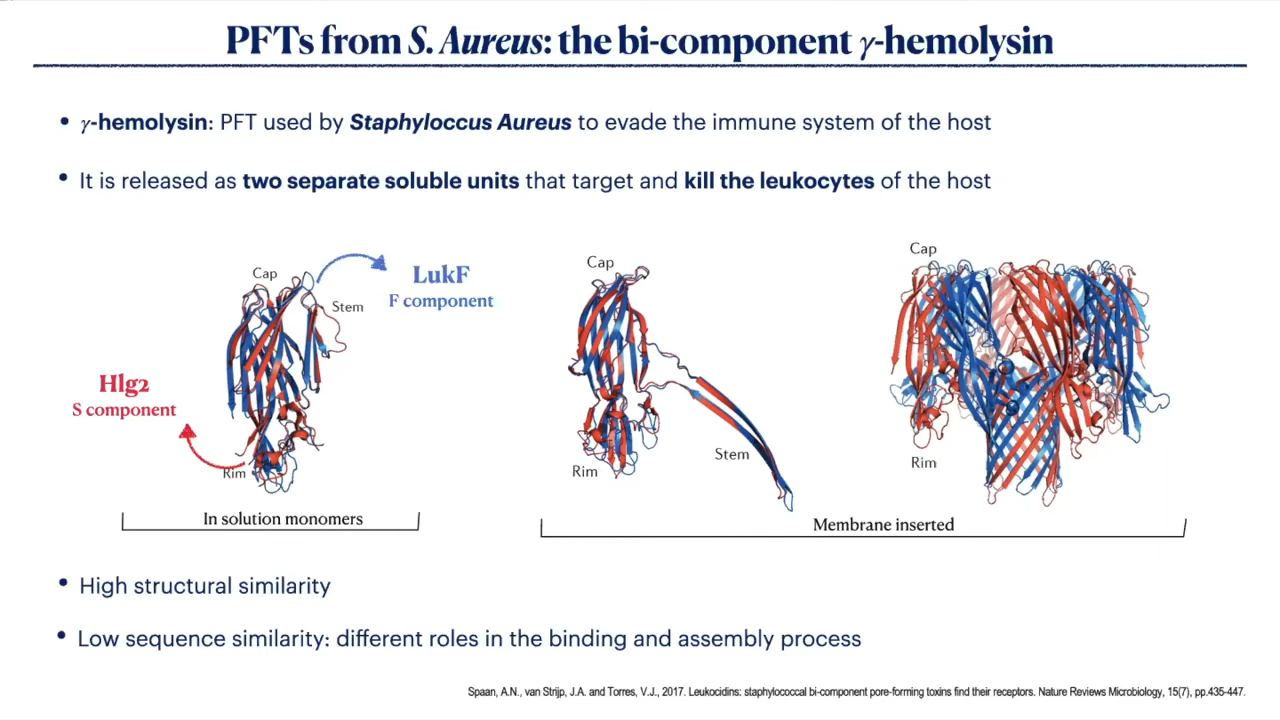 PFTs from S. Aureus: the bi-component γ-hemolysin
• γ-hemolysin: PFT used by Staphyloccus Aureus to evade the immune system of the host
• It is released as two separate soluble units that target and kill the leukocytes of the host
Cap
LukF
F component
Stem
Hlg2
S component
Rim
In solution monomers
Cap
Stem
Rim
Cap
Rim
Membrane inserted
• High structural similarity
• Low sequence similarity: different roles in the binding and assembly process
Spaan, A.N., van Strijp, J.A. and Torres, V.J., 2017. Leukocidins: staphylococcal bi-component pore-forming toxins find their receptors. Nature Reviews Microbiology, 15(7), pp.435-447.